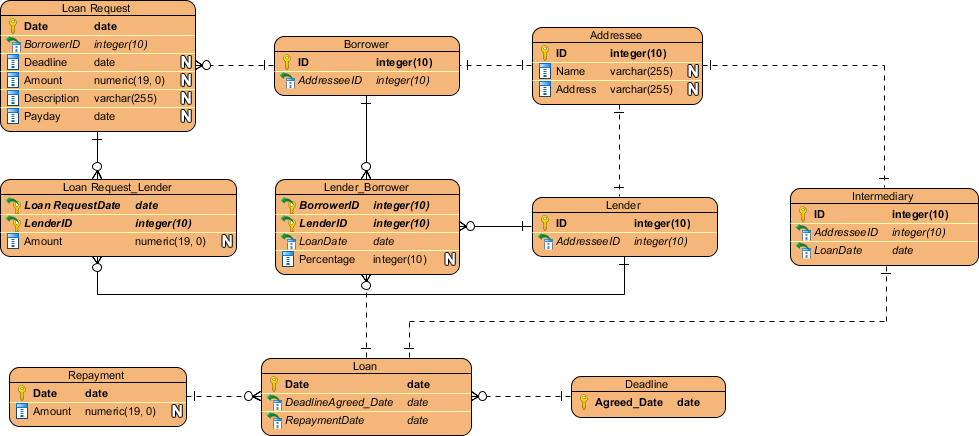 Loan Request
Date date
BorrowerID integer(10)
Deadline date N
Amount numeric(19, 0) N
Description varchar(255) N
Payday date N
Borrower
ID integer(10)
AddresseeID integer(10)
Addressee
ID integer(10)
Name varchar(255) N
Address varchar(255) N
Loan Request_Lender
Loan RequestDate date
LenderID integer(10)
Amount numeric(19, 0) N
Lender_Borrower
BorrowerID integer(10)
LenderID integer(10)
LoanDate date
Percentage integer(10) N
Lender
ID integer(10)
AddresseeID integer(10)
Intermediary
ID integer(10)
AddresseeID integer(10)
LoanDate date
Repayment
Date date
Amount numeric(19, 0) N
Loan
Date date
DeadlineAgreed_Date date
RepaymentDate date
Deadline
Agreed_Date date